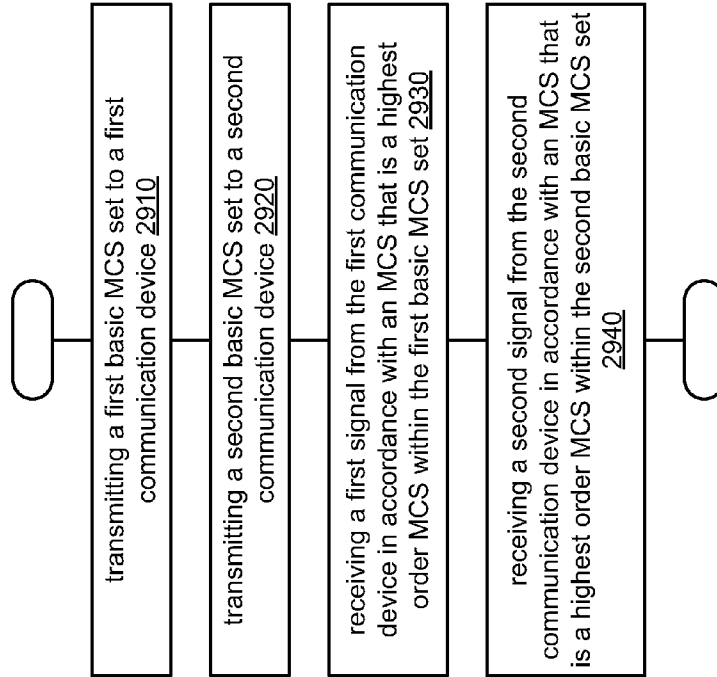 transmitting a first basic MCS set to a first
communication device 2910
transmitting a second basic MCS set to a second
communication device 2920
receiving a first signal from the first communication
device in accordance with an MCS that is a highest
order MCS within the first basic MCS set 2930
receiving a second signal from the second
communication device in accordance with an MCS that
is a highest order MCS within the second basic MCS set
2940